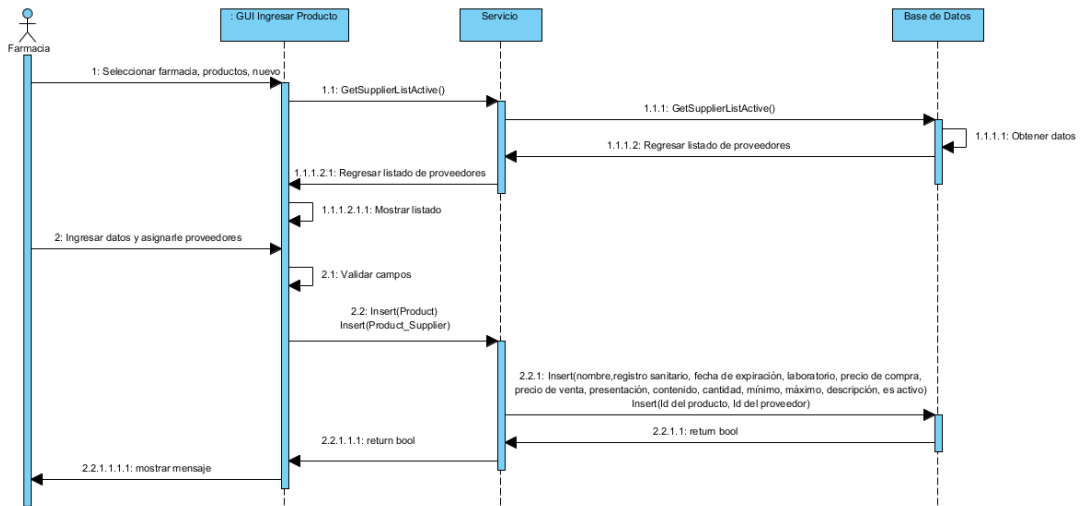 : GUI Ingresar Producto
Servicio
Base de Datos
Farmacia
1: Seleccionar farmacia, productos, nuevo
1.1: GetSupplierListActive()
1.1.1: GetSupplierListActive()
1.1.1.1: Obtener datos
1.1.1.2: Regresar listado de proveedores
1.1.1.2.1: Regresar listado de proveedores
1.1.1.2.1.1: Mostrar listado
2: Ingresar datos y asignarle proveedores
2.1: Validar campos
2.2: Insert(Product)
Insert(Product_Supplier)
2.2.1: Insert(nombre,registro sanitario, fecha de expiración, laboratorio, precio de compra,
precio de venta, presentación, contenido, cantidad, mínimo, máximo, descripción, es activo)
Insert(Id del producto, Id del proveedor)
2.2.1.1: return bool
2.2.1.1.1: return bool
2.2.1.1.1.1: mostrar mensaje